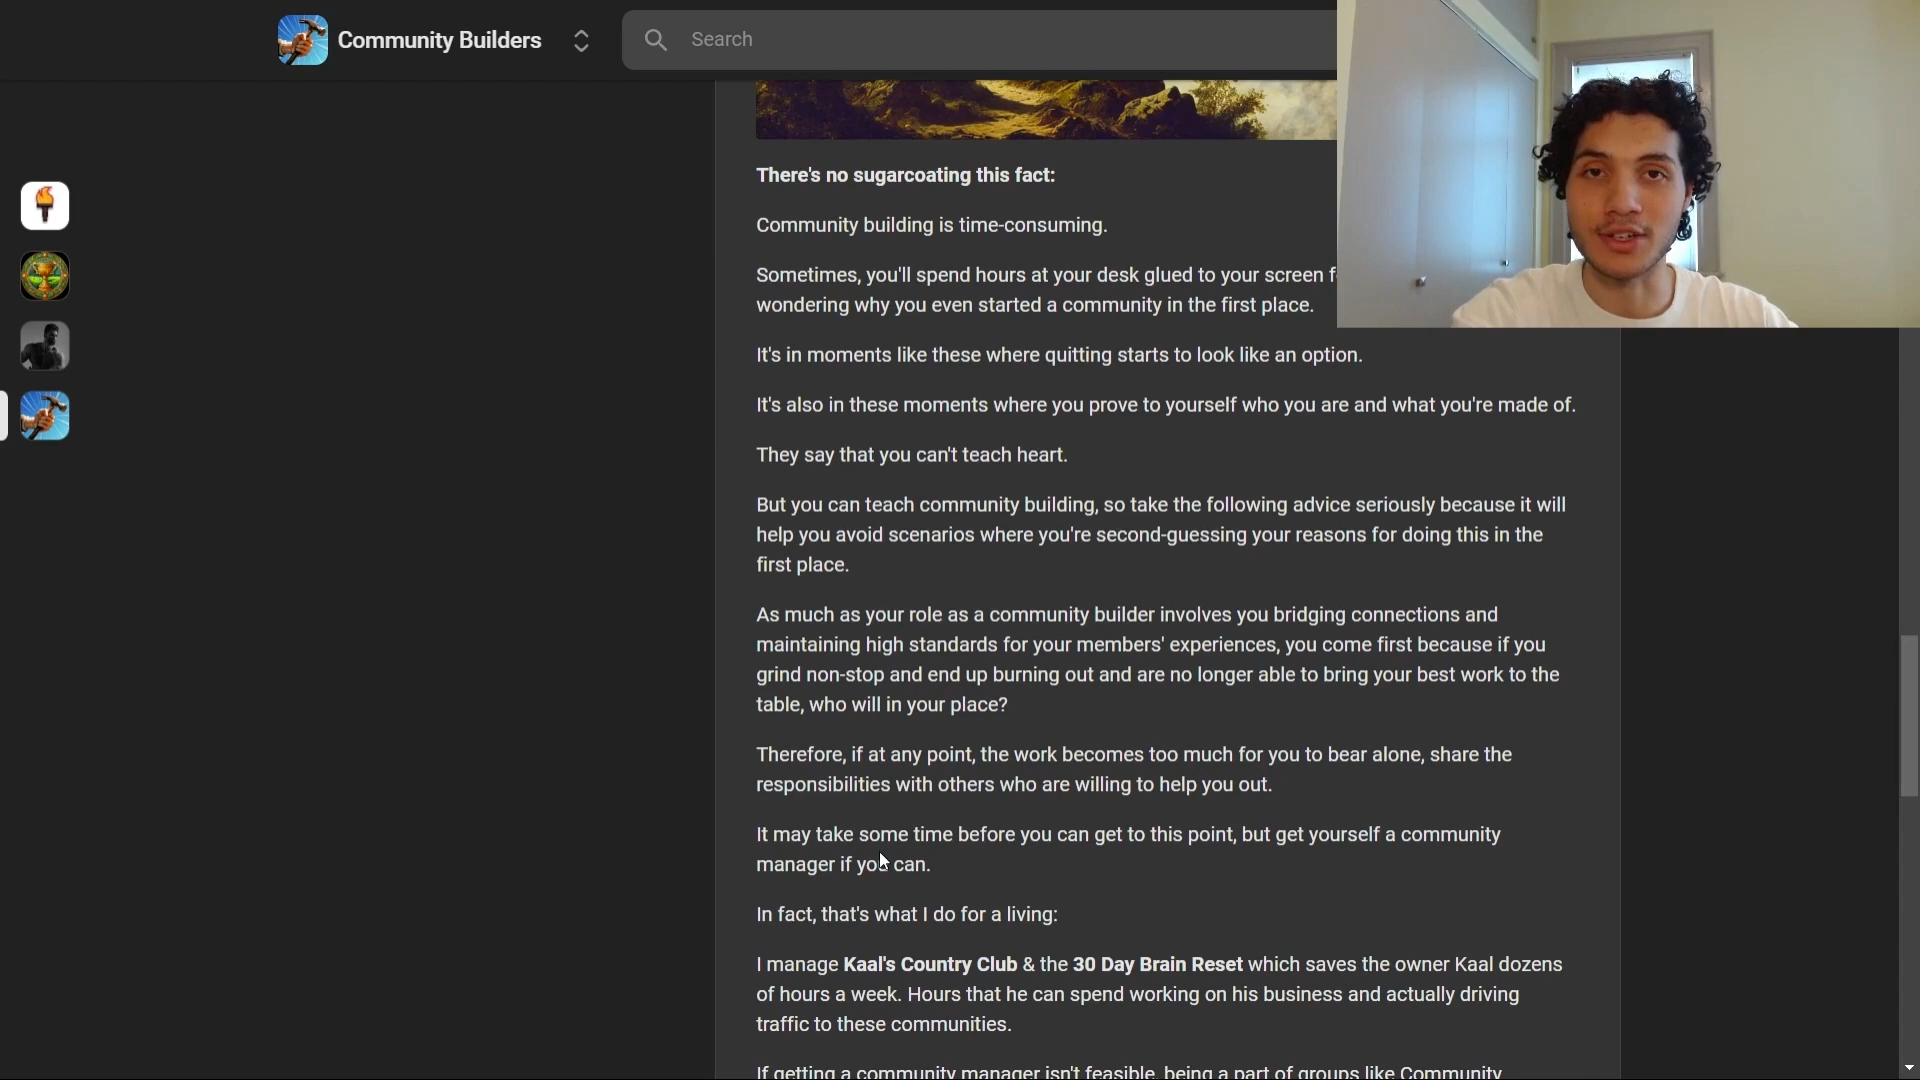 Community Builders
Search
There's no sugarcoating this fact:
Community building is time-consuming.
Sometimes, you'll spend hours at your desk glued to your screen
wondering why you even started a community in the first place.
It's in moments like these where quitting starts to look like an option.
It's also in these moments where you prove to yourself who you are and what you're made of.
They say that you can't teach heart.
But you can teach community building, so take the following advice seriously because it will
help you avoid scenarios where you're second-guessing your reasons for doing this in the
first place.
As much as your role as a community builder involves you bridging connections and
maintaining high standards for your members' experiences, you come first because if you
grind non-stop and end up burning out and are no longer able to bring your best work to the
table, who will in your place?
Therefore, if at any point, the work becomes too much for you to bear alone, share the
responsibilities with others who are willing to help you out.
It may take some time before you can get to this point, but get yourself a community
manager if you can.
In fact, that's what I do for a living:
I manage Kaal's Country Club & the 30 Day Brain Reset which saves the owner Kaal dozens
of hours a week. Hours that he can spend working on his business and actually driving
traffic to these communities.
If getting a community manager isn't feasible, being a part of groups like Community